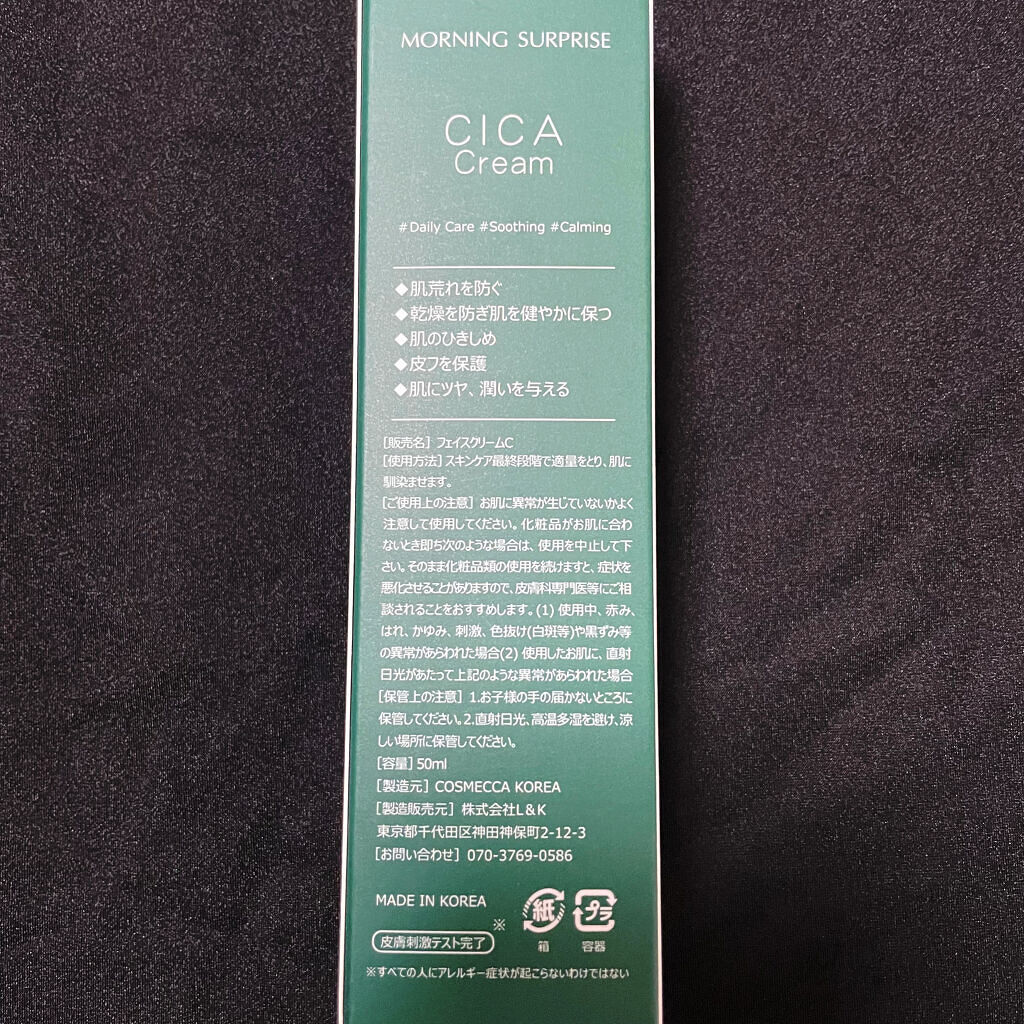 MORNING SURPRISE
CICA
Cream
#Daily Care #Soothing #Calming
◆肌荒れを防ぐ
◆乾燥を防ぎ肌を健やかに保つ
◆肌のひきしめ
◆皮フを保護
◆肌にツヤ、潤いを与える
[販売名] フェイスクリームC
[使用方法]スキンケア最終段階で適量をとり、肌に
馴染ませます。
[ご使用上の注意] お肌に異常が生じていないかよく
注意して使用してください。化粧品がお肌に合わ
ないとき即ち次のような場合は、使用を中止して下
さい。そのまま化粧品類の使用を続けますと、症状を
悪化させることがありますので、皮膚科専門医等にご相
談されることをおすすめします。(1) 使用中、赤み、
はれ、かゆみ、刺激、色抜け(白斑等)や黒ずみ等
の異常があらわれた場合(2) 使用したお肌に、直射
日光があたって上記のような異常があらわれた場合
[保管上の注意] 1.お子様の手の届かないところに
保管してください。2.直射日光、高温多湿を避け、涼
しい場所に保管してください。
[容量] 50ml
[製造元] COSMECCA KOREA
[製造販売元] 株式会社L&K
東京都千代田区神田神保町2-12-3
[お問い合わせ] 070-3769-0586
MADE IN KOREA
紙 プラ
箱 容器
皮膚刺激テスト完了※
※すべての人にアレルギー症状が起こらないわけではない